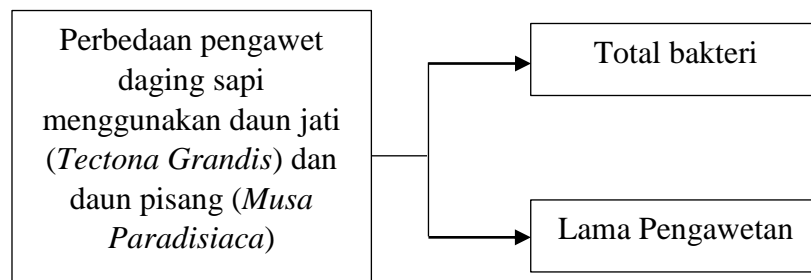 Perbedaan pengawet
daging sapi
menggunakan daun jati
(Tectona Grandis) dan
daun pisang (Musa
Paradisiaca)
Total bakteri
Lama Pengawetan